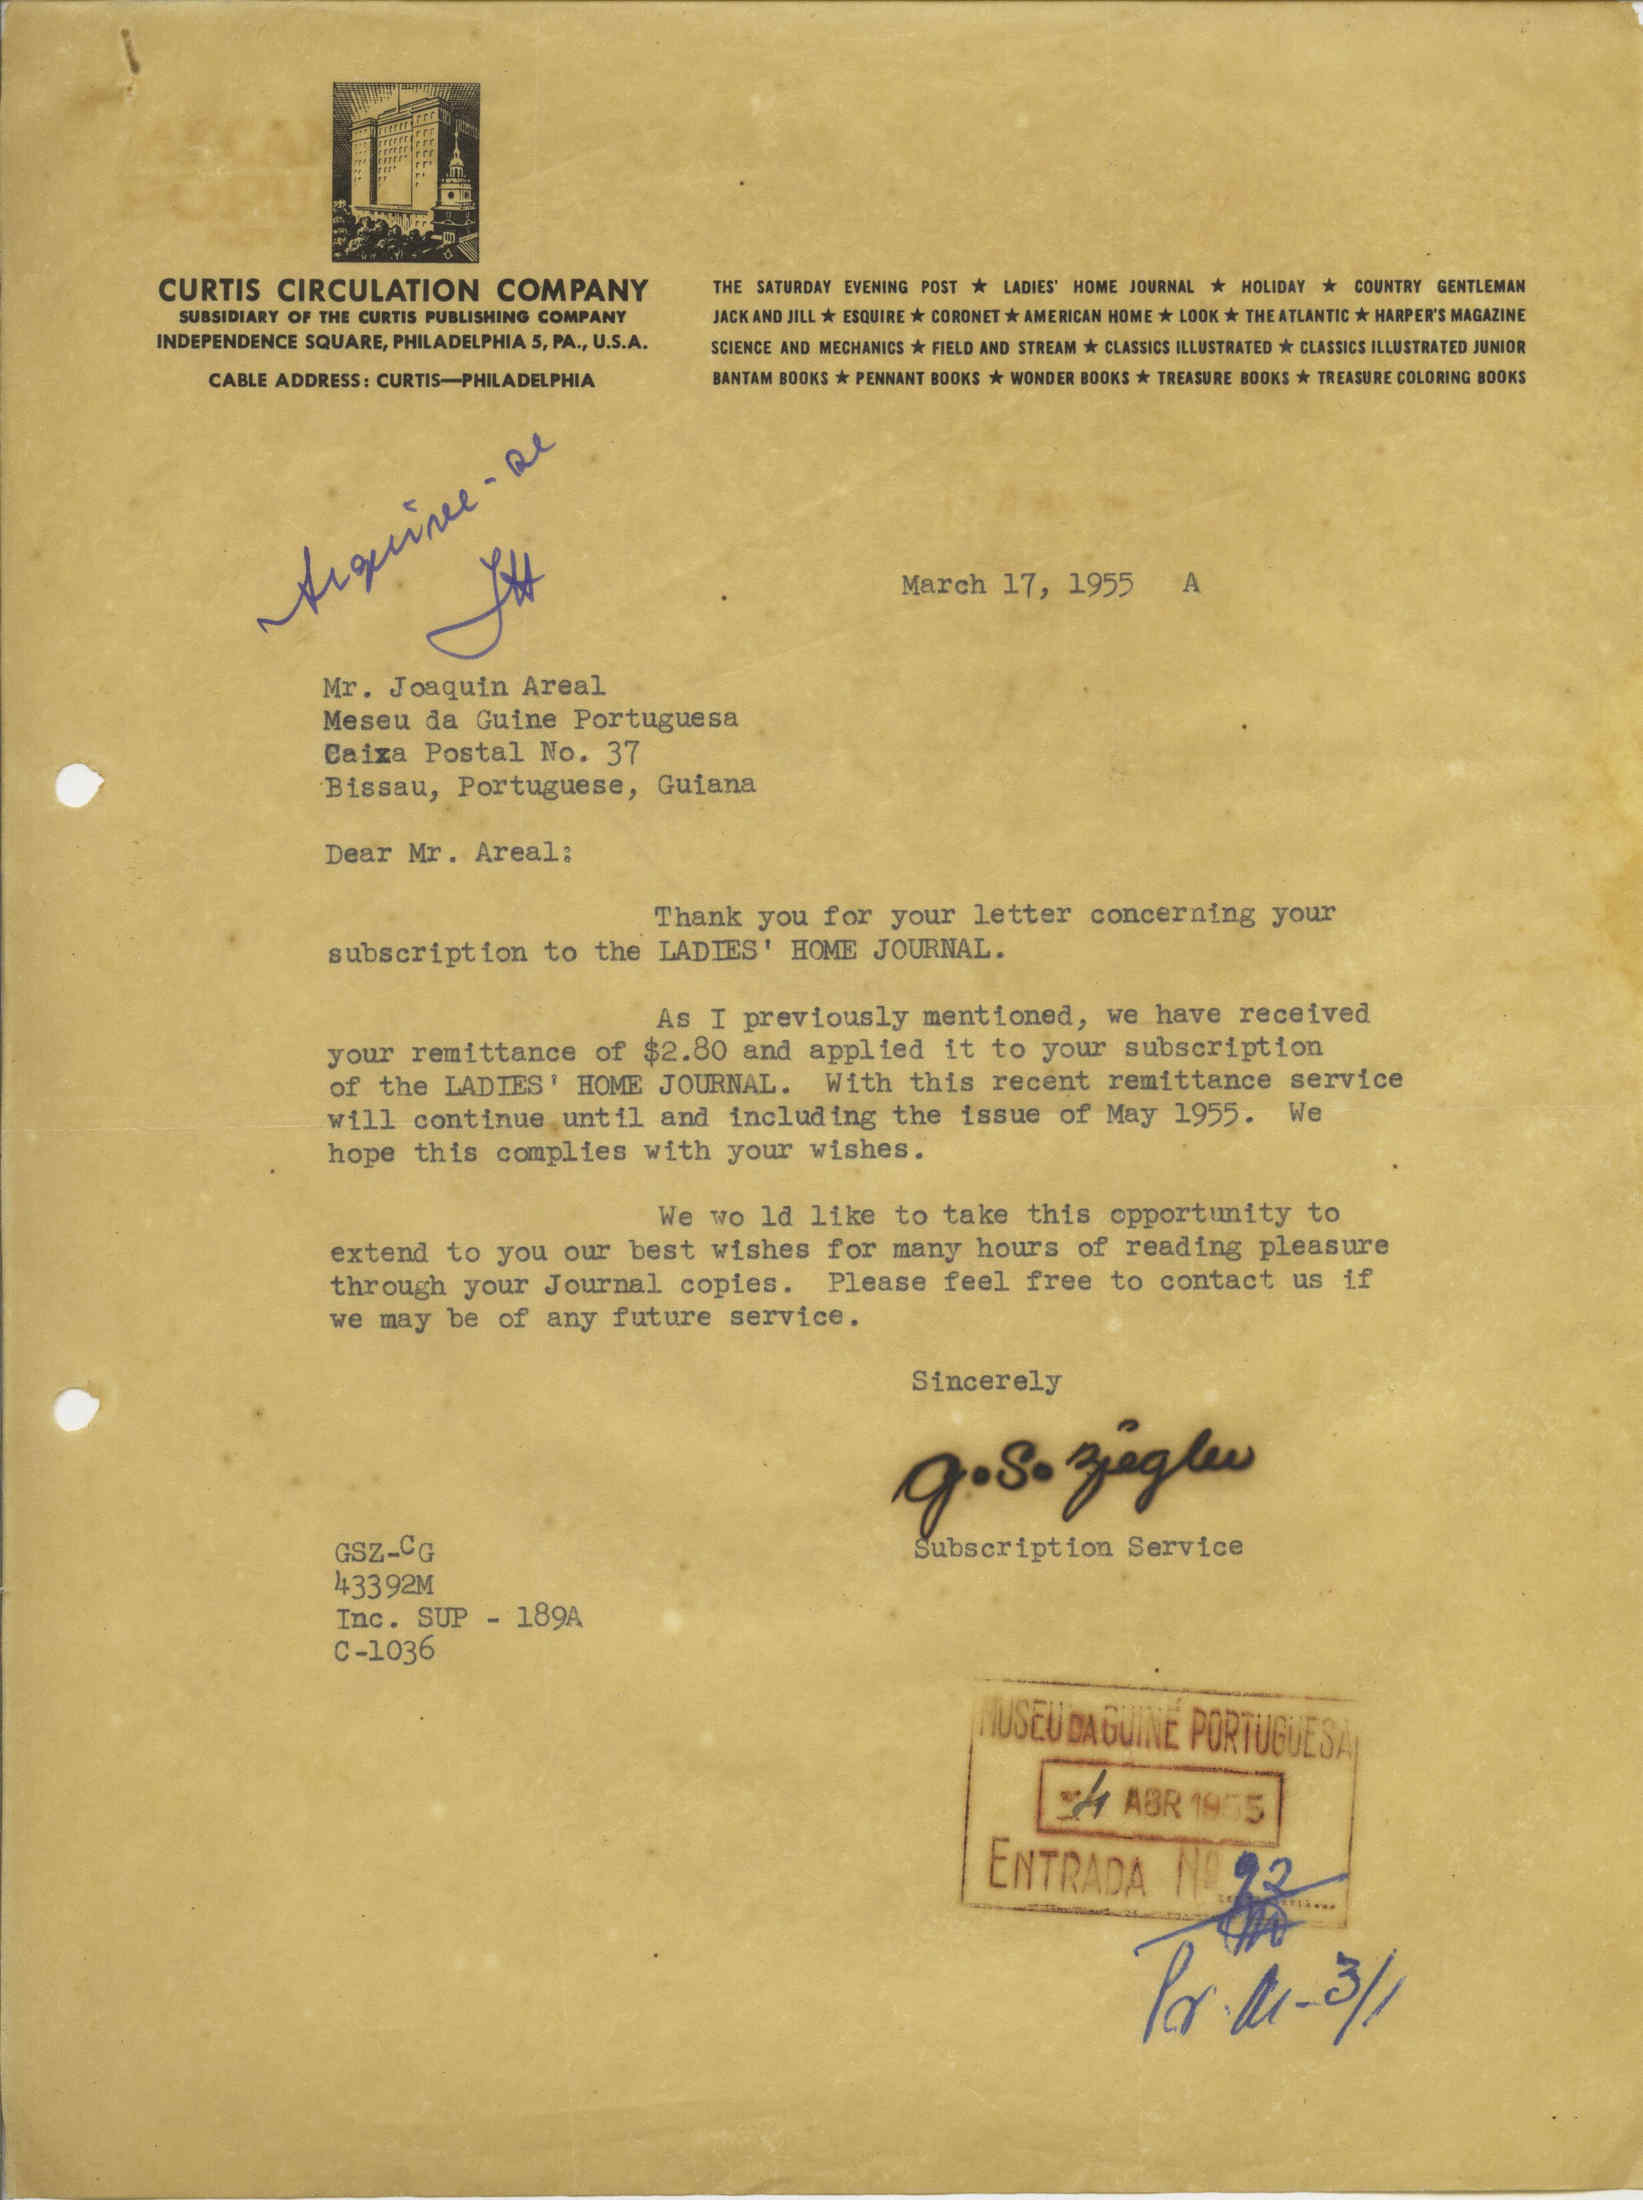 CURTIS CIRCULATION COMPANY
SUBSIDIARY OF THE CURTIS PUBLISHING COMPANY
INDEPENDENCE SQUARE, PHILADELPHIA 5, PA., U.S.A.
CABLE ADDRESS: CURTIS—PHILADELPHIA
THE SATURDAY EVENING POST ★ LADIES' HOME JOURNAL ★ HOLIDAY ★ COUNTRY GENTLEMAN
JACK AND JILL ★ ESQUIRE ★ CORONET ★ AMERICAN HOME ★ LOOK ★ THE ATLANTIC ★ HARPER'S MAGAZINE
SCIENCE AND MECHANICS ★ FIELD AND STREAM ★ CLASSICS ILLUSTRATED ★ CLASSICS ILLUSTRATED JUNIOR
BANTAM BOOKS ★ PENNANT BOOKS ★ WONDER BOOKS ★ TREASURE BOOKS ★ TREASURE COLORING BOOKS
Arquive-se
March 17, 1955 A
Mr. Joaquin Areal
Meseu da Guine Portuguesa
Caixa Postal No. 37
Bissau, Portuguese, Guiana
Dear Mr. Areal:
Thank you for your letter concerning your
subscription to the LADIES' HOME JOURNAL.
As I previously mentioned, we have received
your remittance of $2.80 and applied it to your subscription
of the LADIES' HOME JOURNAL. With this recent remittance service
will continue until and including the issue of May 1955. We
hope this complies with your wishes.
We wo ld like to take this opportunity to
extend to you our best wishes for many hours of reading pleasure
through your Journal copies. Please feel free to contact us if
we may be of any future service.
Sincerely
G. S. Ziegler
Subscription Service
GSZ-CG
43392M
Inc. SUP - 189A
C-1036
MUSEU DA GUINÉ PORTUGUESA
-4 ABR 1955
ENTRADA Nº 92